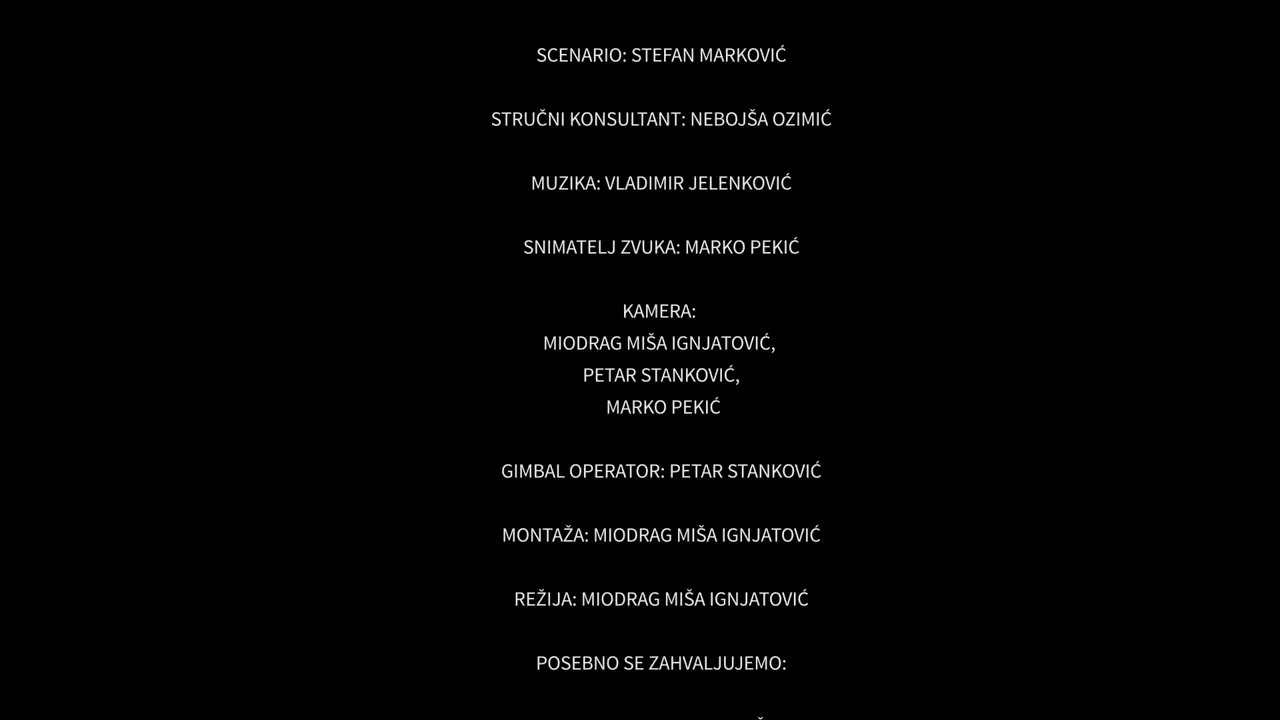 SCENARIO: STEFAN MARKOVIĆ
STRUČNI KONSULTANT: NEBOJŠA OZIMIĆ
MUZIKA: VLADIMIR JELENKOVIĆ
SNIMATELJ ZVUKA: MARKO PEKIĆ
KAMERA:
MIODRAG MIŠA IGNJATOVIĆ,
PETAR STANKOVIĆ,
MARKO PEKIĆ
GIMBAL OPERATOR: PETAR STANKOVIĆ
MONTAŽA: MIODRAG MIŠA IGNJATOVIĆ
REŽIJA: MIODRAG MIŠA IGNJATOVIĆ
POSEBNO SE ZAHVALJUJEMO: